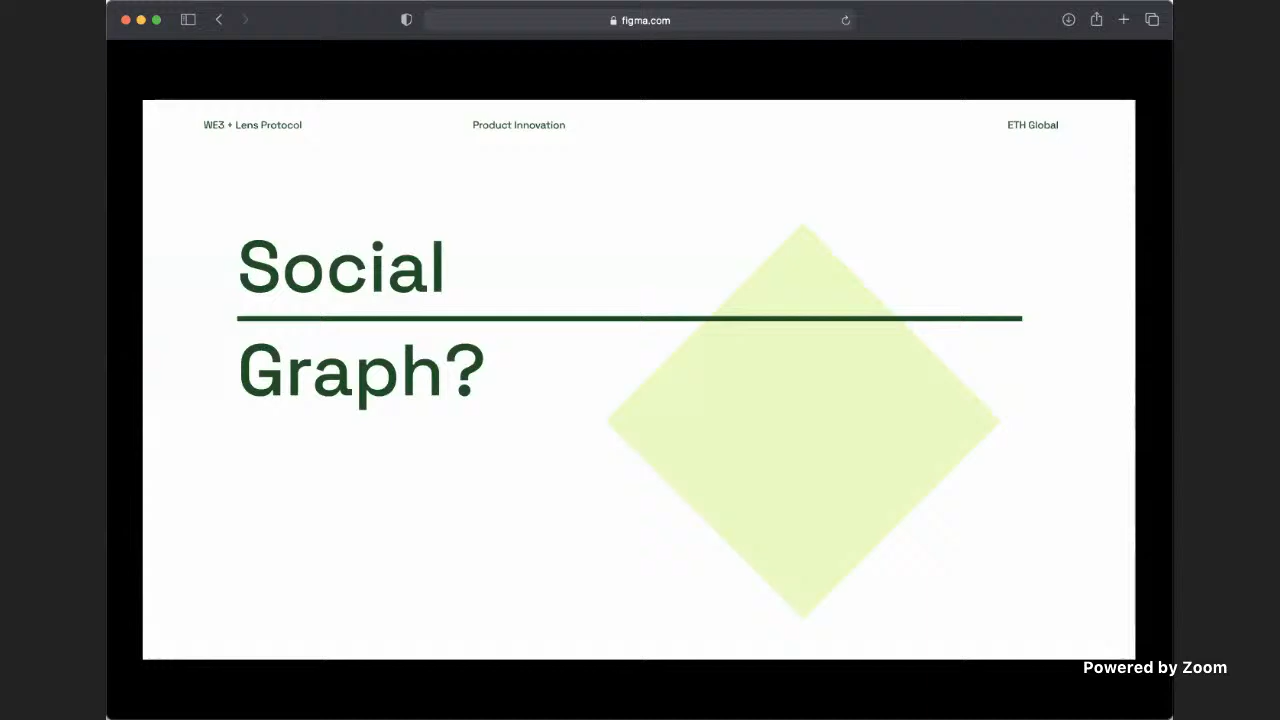 figma.com
WE3 + Lens Protocol
Product Innovation
ETH Global
Social
Graph?
Powered by Zoom